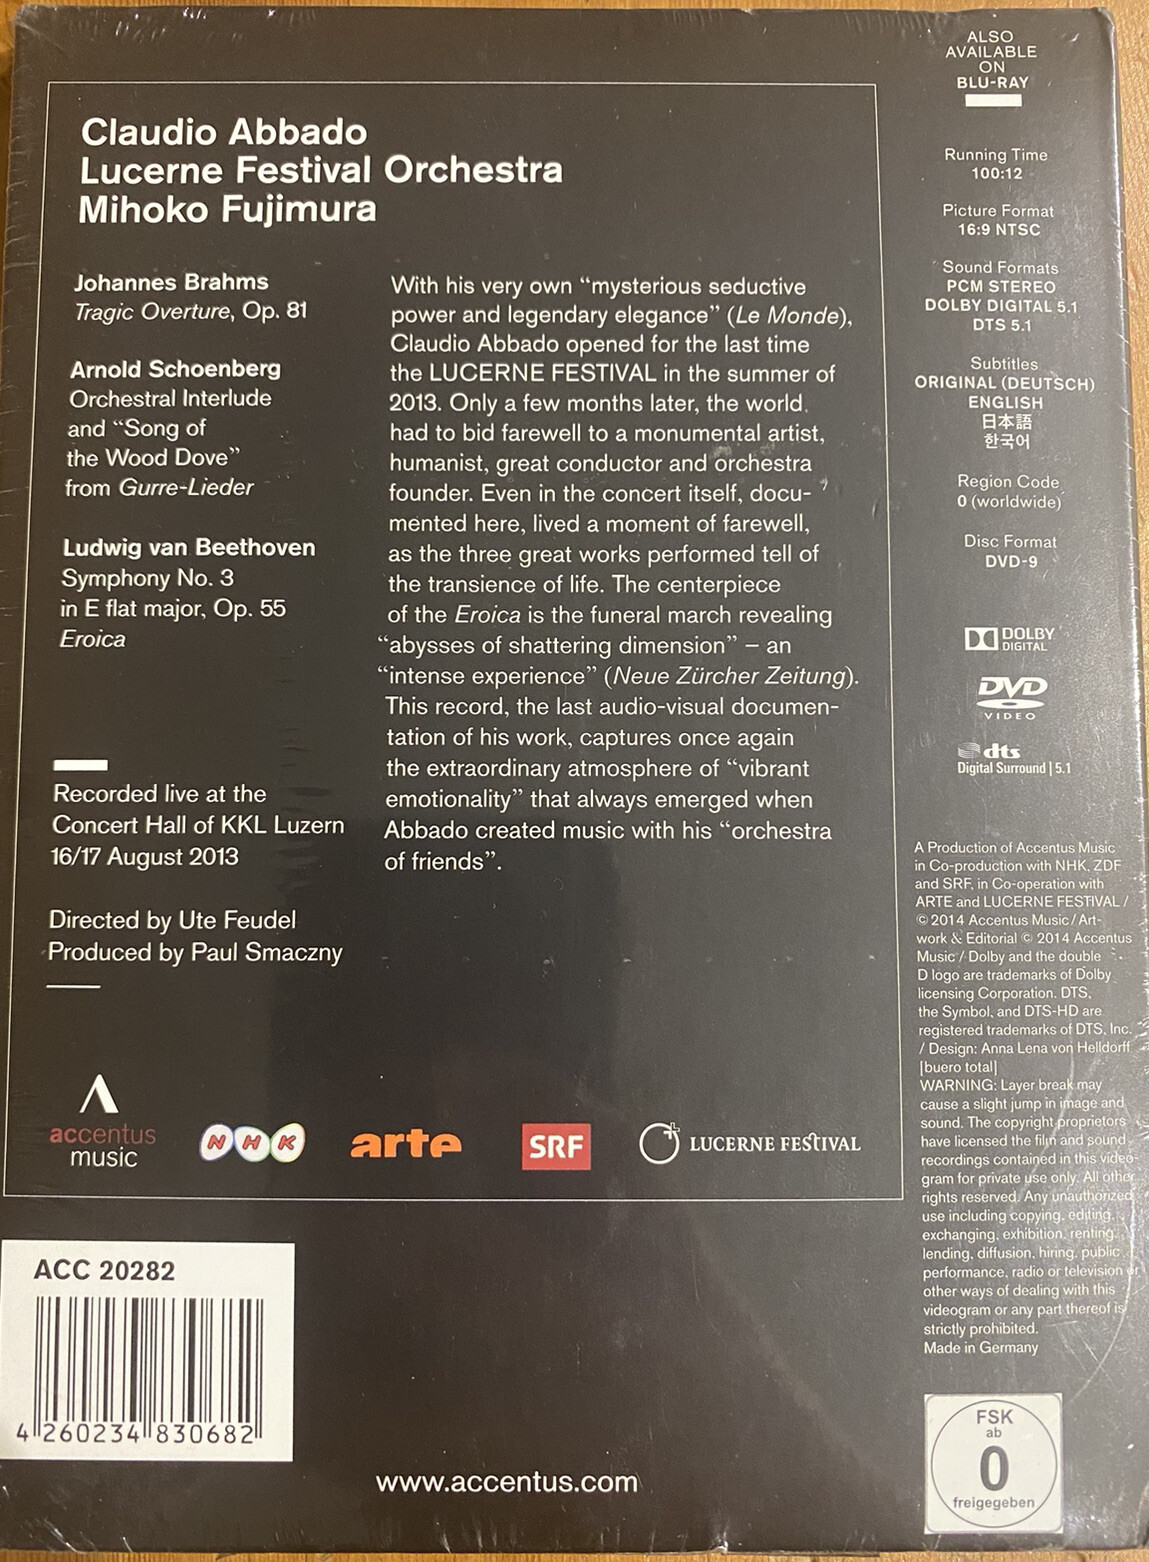 Claudio Abbado
Lucerne Festival Orchestra
Mihoko Fujimura
Johannes Brahms
Tragic Overture, Op. 81
Arnold Schoenberg
Orchestral Interlude
and “Song of
the Wood Dove”
from Gurre-Lieder
Ludwig van Beethoven
Symphony No. 3
in E flat major, Op. 55
Eroica
Recorded live at the
Concert Hall of KKL Luzern
16/17 August 2013
Directed by Ute Feudel
Produced by Paul Smaczny
With his very own “mysterious seductive
power and legendary elegance” (Le Monde),
Claudio Abbado opened for the last time
the LUCERNE FESTIVAL in the summer of
2013. Only a few months later, the world
had to bid farewell to a monumental artist,
humanist, great conductor and orchestra
founder. Even in the concert itself, docu-
mented here, lived a moment of farewell,
as the three great works performed tell of
the transience of life. The centerpiece
of the Eroica is the funeral march revealing
“abysses of shattering dimension” – an
“intense experience” (Neue Zürcher Zeitung).
This record, the last audio-visual documen-
tation of his work, captures once again
the extraordinary atmosphere of “vibrant
emotionality” that always emerged when
Abbado created music with his “orchestra
of friends”.
accentus
music
NHK
arte
SRF
LUCERNE FESTIVAL
ACC 20282
4 260234 830682
www.accentus.com
ALSO
AVAILABLE
ON
BLU-RAY
Running Time
100:12
Picture Format
16:9 NTSC
Sound Formats
PCM STEREO
DOLBY DIGITAL 5.1
DTS 5.1
Subtitles
ORIGINAL (DEUTSCH)
ENGLISH
日本語
한국어
Region Code
0 (worldwide)
Disc Format
DVD-9
DOLBY
DIGITAL
DVD
VIDEO
dts
Digital Surround | 5.1
A Production of Accentus Music
in Co-production with NHK, ZDF
and SRF, in Co-operation with
ARTE and LUCERNE FESTIVAL /
© 2014 Accentus Music / Art-
work & Editorial © 2014 Accentus
Music / Dolby and the double
D logo are trademarks of Dolby
licensing Corporation. DTS,
the Symbol, and DTS-HD are
registered trademarks of DTS, Inc.
/ Design: Anna Lena von Helldorff
[buero total]
WARNING: Layer break may
cause a slight jump in image and
sound. The copyright proprietors
have licensed the film and sound
recordings contained in this video-
gram for private use only. All other
rights reserved. Any unauthorized
use including copying, editing,
exchanging, exhibition, renting,
lending, diffusion, hiring, public
performance, radio or television or
other ways of dealing with this
videogram or any part thereof is
strictly prohibited.
Made in Germany
FSK
ab
0
freigegeben